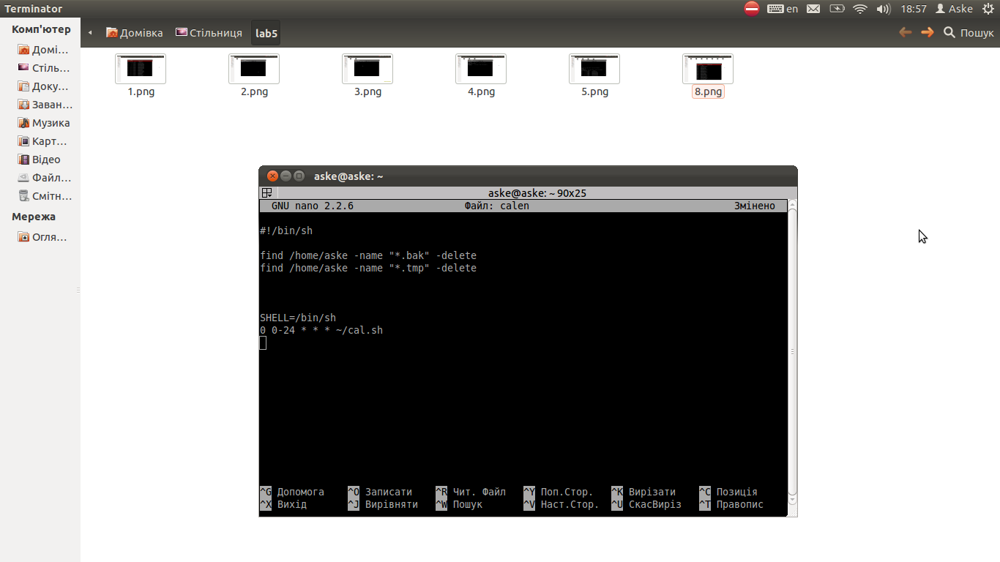 Terminator
en
18:57
Aske
Комп'ютер
Домі...
Стіль...
Доку...
Заван...
Музика
Карт...
Відео
Файл...
Смітн...
Мережа
Огля...
Домівка
Стільниця
lab5
Пошук
1.png
2.png
3.png
4.png
5.png
8.png
aske@aske: ~
aske@aske: ~ 90x25
GNU nano 2.2.6 Файл: calen Змінено
#!/bin/sh
find /home/aske -name "*.bak" -delete
find /home/aske -name "*.tmp" -delete
SHELL=/bin/sh
0 0-24 * * * ~/cal.sh
^G Допомога ^O Записати ^R Чит. Файл ^Y Поп.Стор. ^K Вирізати ^C Позиція
^X Вихід ^J Вирівняти ^W Пошук ^V Наст.Стор. ^U СкасВиріз ^T Правопис